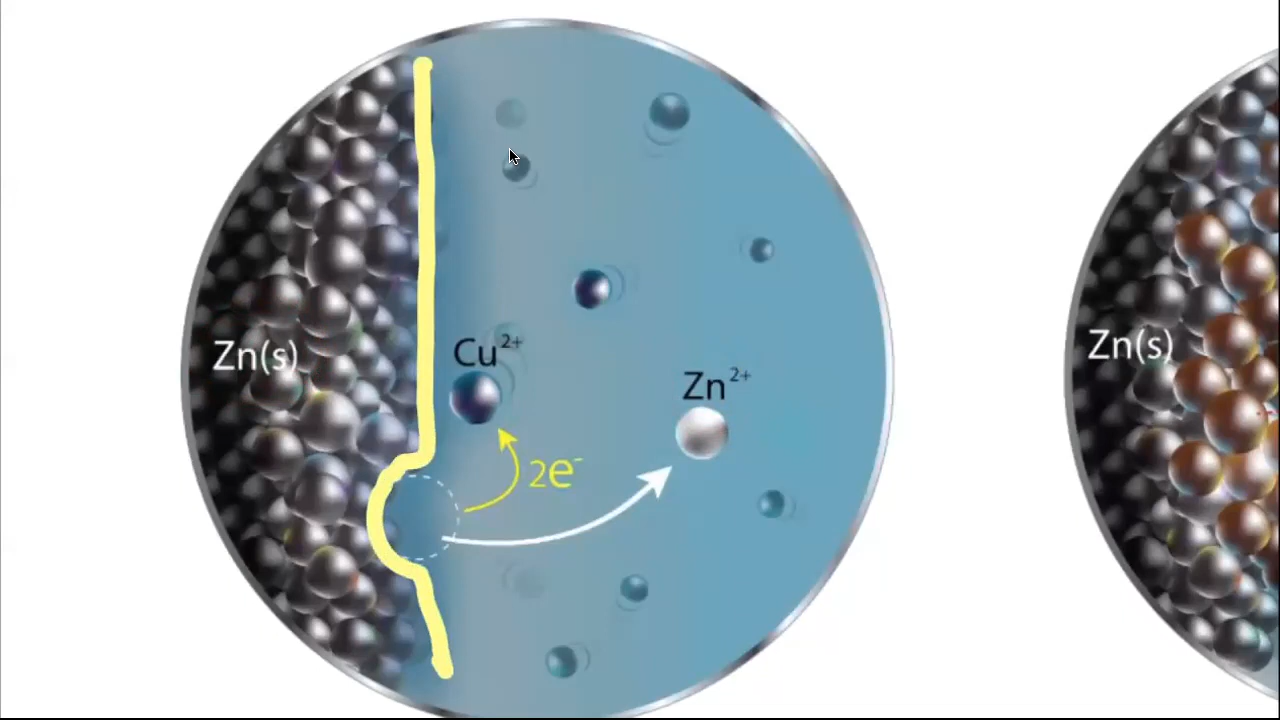 Zn(s)
Cu²⁺
Zn²⁺
2e⁻
Zn(s)